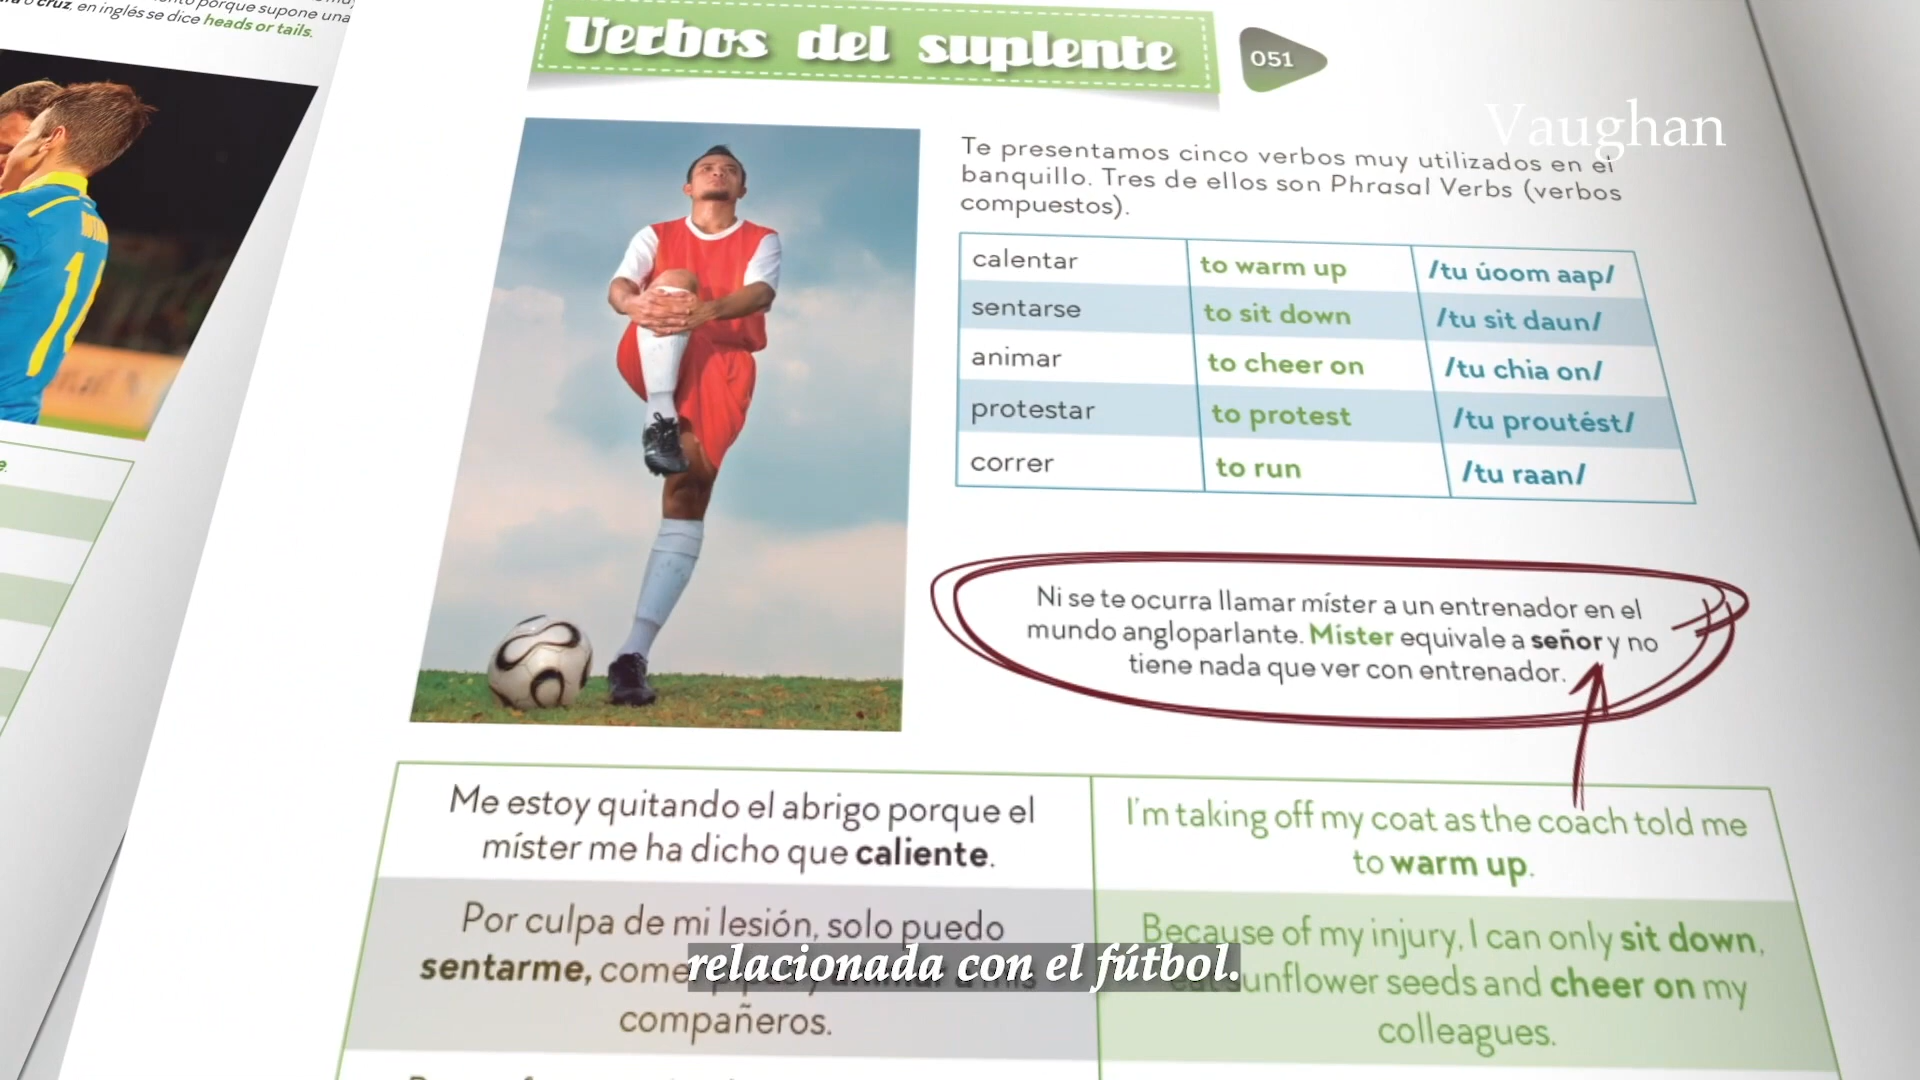 porque supone una
cruz, en inglés se dice heads or tails.
Verbos del suplente
051
Vaughan
Te presentamos cinco verbos muy utilizados en el
banquillo. Tres de ellos son Phrasal Verbs (verbos
compuestos).
calentar to warm up /tu úoom aap/
sentarse to sit down /tu sit daun/
animar to cheer on /tu chia on/
protestar to protest /tu proutést/
correr to run /tu raan/
Ni se te ocurra llamar míster a un entrenador en el
mundo angloparlante. Míster equivale a señor y no
tiene nada que ver con entrenador.
Me estoy quitando el abrigo porque el
míster me ha dicho que caliente.
I'm taking off my coat as the coach told me
to warm up.
Por culpa de mi lesión, solo puedo
sentarme,
compañeros.
Because of my injury, I can only sit down,
sunflower seeds and cheer on my
colleagues.
relacionada con el fútbol.